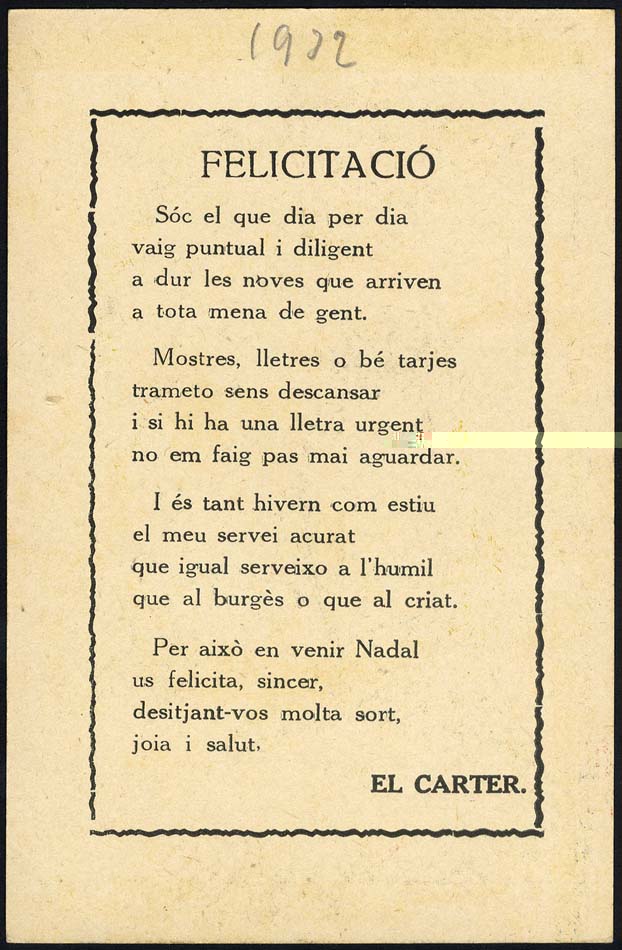 1932
FELICITACIÓ
Sóc el que dia per dia
vaig puntual i diligent
a dur les noves que arriven
a tota mena de gent.
Mostres, lletres o bé tarjes
trameto sens descansar
i si hi ha una lletra urgent
no em faig pas mai aguardar.
I és tant hivern com estiu
el meu servei acurat
que igual serveixo a l'humil
que al burgès o que al criat.
Per això en venir Nadal
us felicita, sincer,
desitjant-vos molta sort,
joia i salut,
EL CARTER.